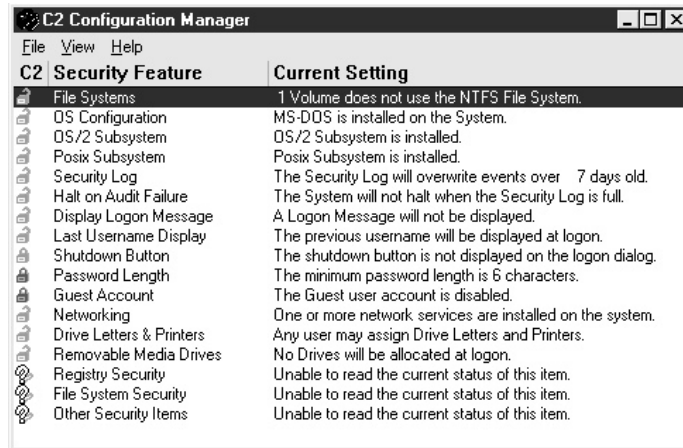 C2 Configuration Manager
File View Help
C2 Security Feature Current Setting
File Systems 1 Volume does not use the NTFS File System.
OS Configuration MS-DOS is installed on the System.
OS/2 Subsystem OS/2 Subsystem is installed.
Posix Subsystem Posix Subsystem is installed.
Security Log The Security Log will overwrite events over 7 days old.
Halt on Audit Failure The System will not halt when the Security Log is full.
Display Logon Message A Logon Message will not be displayed.
Last Username Display The previous username will be displayed at logon.
Shutdown Button The shutdown button is not displayed on the logon dialog.
Password Length The minimum password length is 6 characters.
Guest Account The Guest user account is disabled.
Networking One or more network services are installed on the system.
Drive Letters & Printers Any user may assign Drive Letters and Printers.
Removable Media Drives No Drives will be allocated at logon.
Registry Security Unable to read the current status of this item.
File System Security Unable to read the current status of this item.
Other Security Items Unable to read the current status of this item.